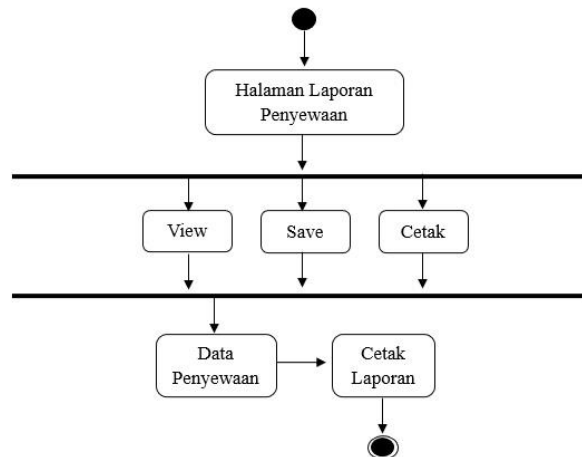 Halaman Laporan
Penyewaan
View
Save
Cetak
Data
Penyewaan
Cetak
Laporan